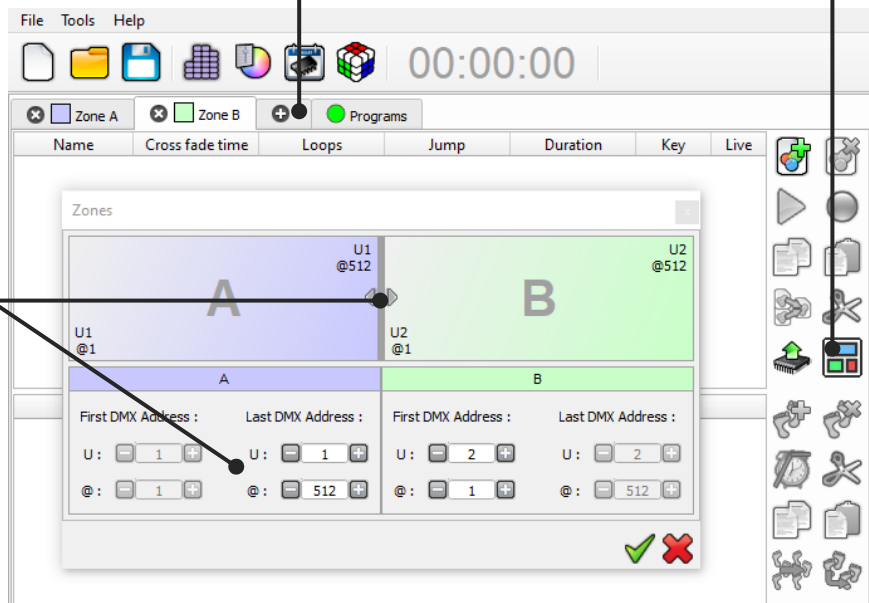 File Tools Help
00:00:00
Zone A Zone B Programs
Name Cross fade time Loops Jump Duration Key Live
Zones
U1 U2
@512 @512
A B
U1 U2
@1 @1
A B
First DMX Address : Last DMX Address : First DMX Address : Last DMX Address :
U : 1 U : 1 U : 2 U : 2
@ : 1 @ : 512 @ : 1 @ : 512